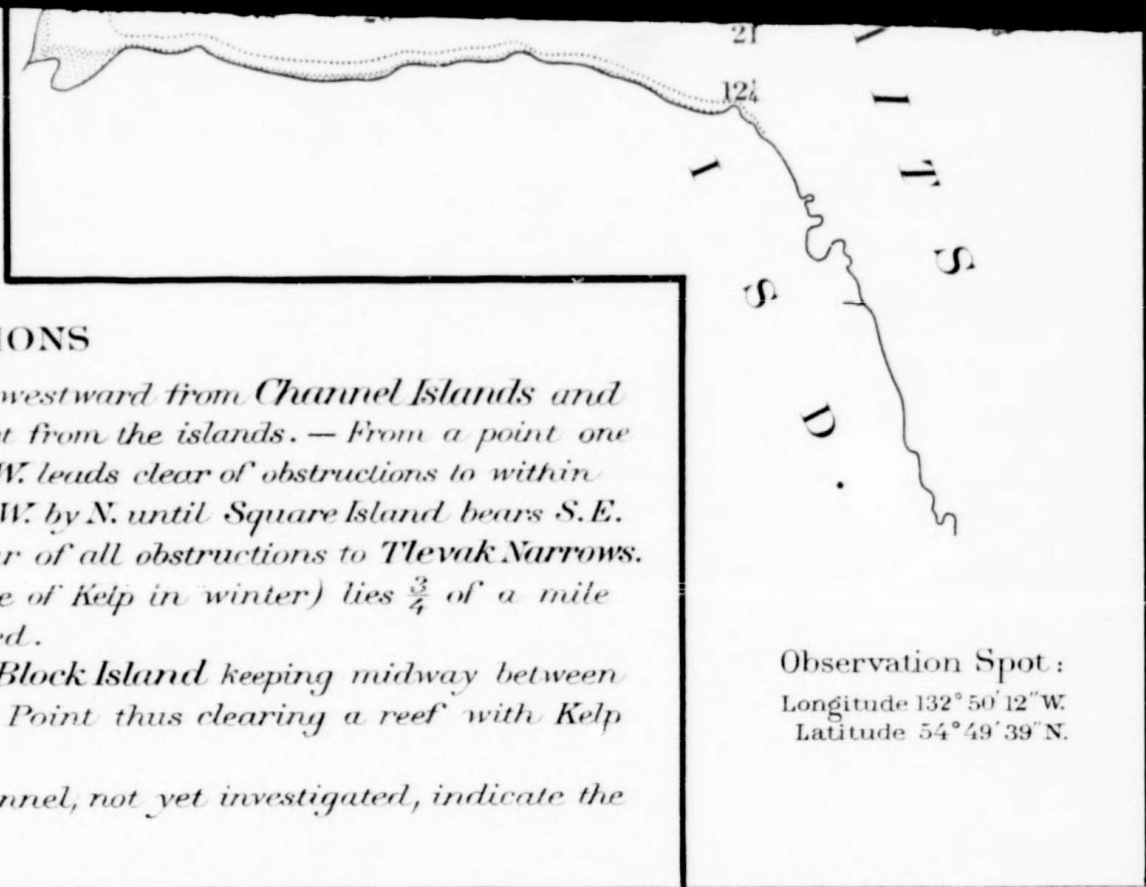 21
12¼
I
T
S
I
S
D.
IONS
westward from Channel Islands and
from the islands. — From a point one
W. leads clear of obstructions to within
W. by N. until Square Island bears S.E.
of all obstructions to Tlevak Narrows.
of Kelp in winter) lies ¾ of a mile
Block Island keeping midway between
Point thus clearing a reef with Kelp
not yet investigated, indicate the
Observation Spot:
Longitude 132° 50' 12" W.
Latitude 54° 49' 39" N.